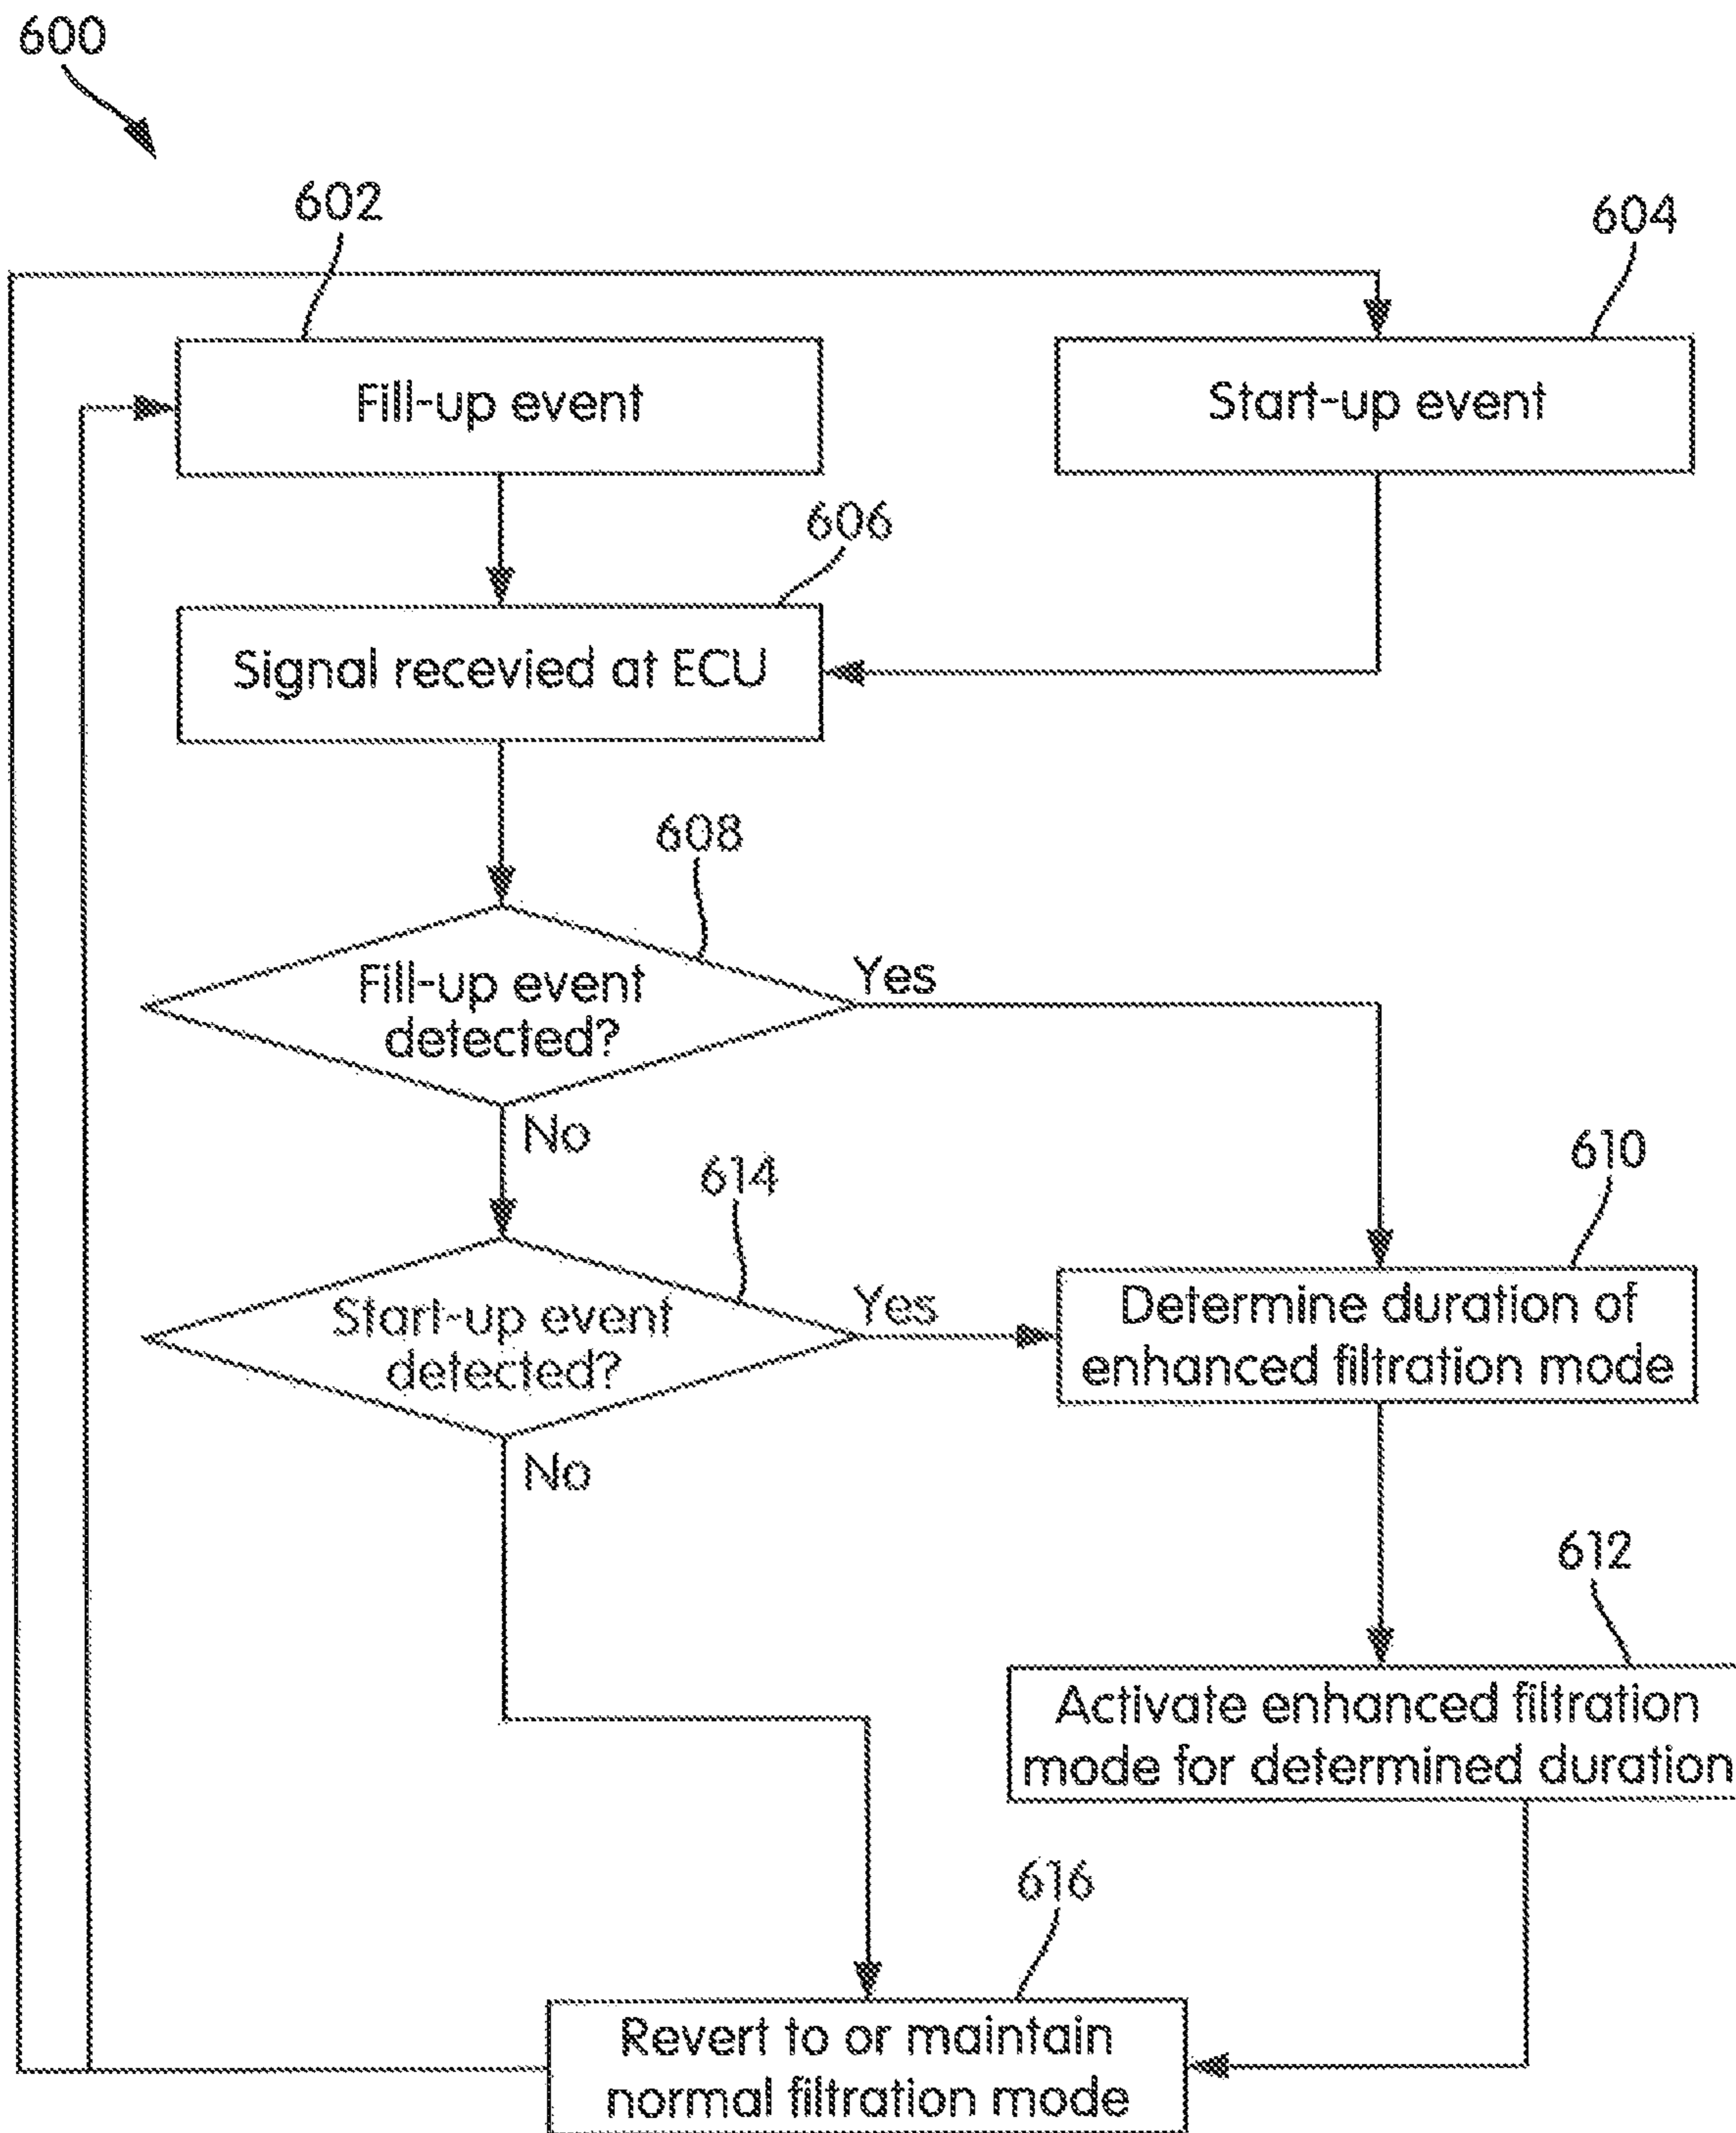 600
602
604
Fill-up event
Start-up event
606
Signal recevied at ECU
608
Fill-up event
detected?
Yes
No
610
614
Start-up event
detected?
Yes
Determine duration of
enhanced filtration mode
No
612
Activate enhanced filtration
mode for determined duration
616
Revert to or maintain
normal filtration mode